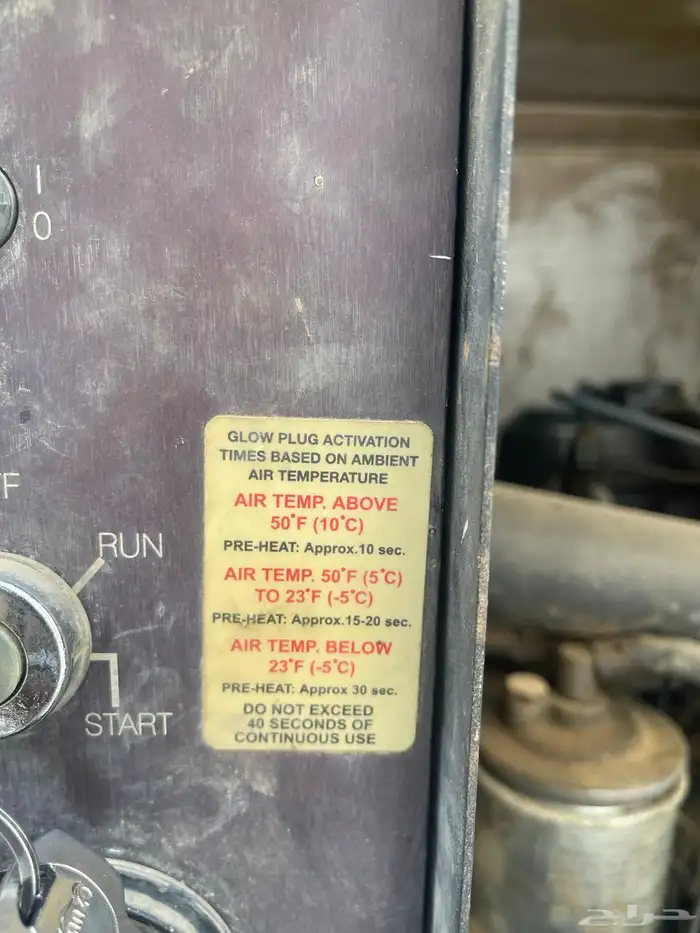 I
0
F
RUN
START
GLOW PLUG ACTIVATION
TIMES BASED ON AMBIENT
AIR TEMPERATURE
AIR TEMP. ABOVE
50°F (10°C)
PRE-HEAT: Approx.10 sec.
AIR TEMP. 50°F (5°C)
TO 23°F (-5°C)
PRE-HEAT: Approx.15-20 sec.
AIR TEMP. BELOW
23°F (-5°C)
PRE-HEAT: Approx 30 sec.
DO NOT EXCEED
40 SECONDS OF
CONTINUOUS USE
حراج